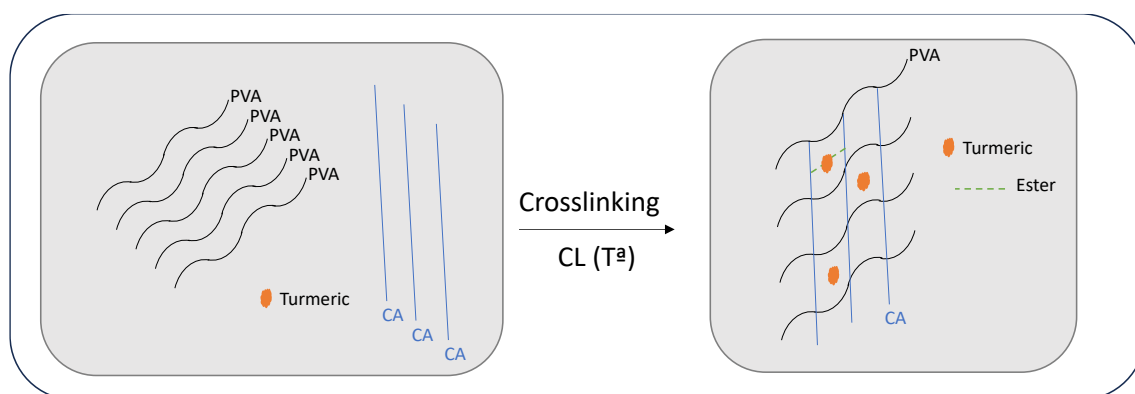 PVA
PVA
PVA
PVA
PVA
Turmeric
CA
CA
CA
Crosslinking
CL (Tª)
PVA
Turmeric
Ester
CA